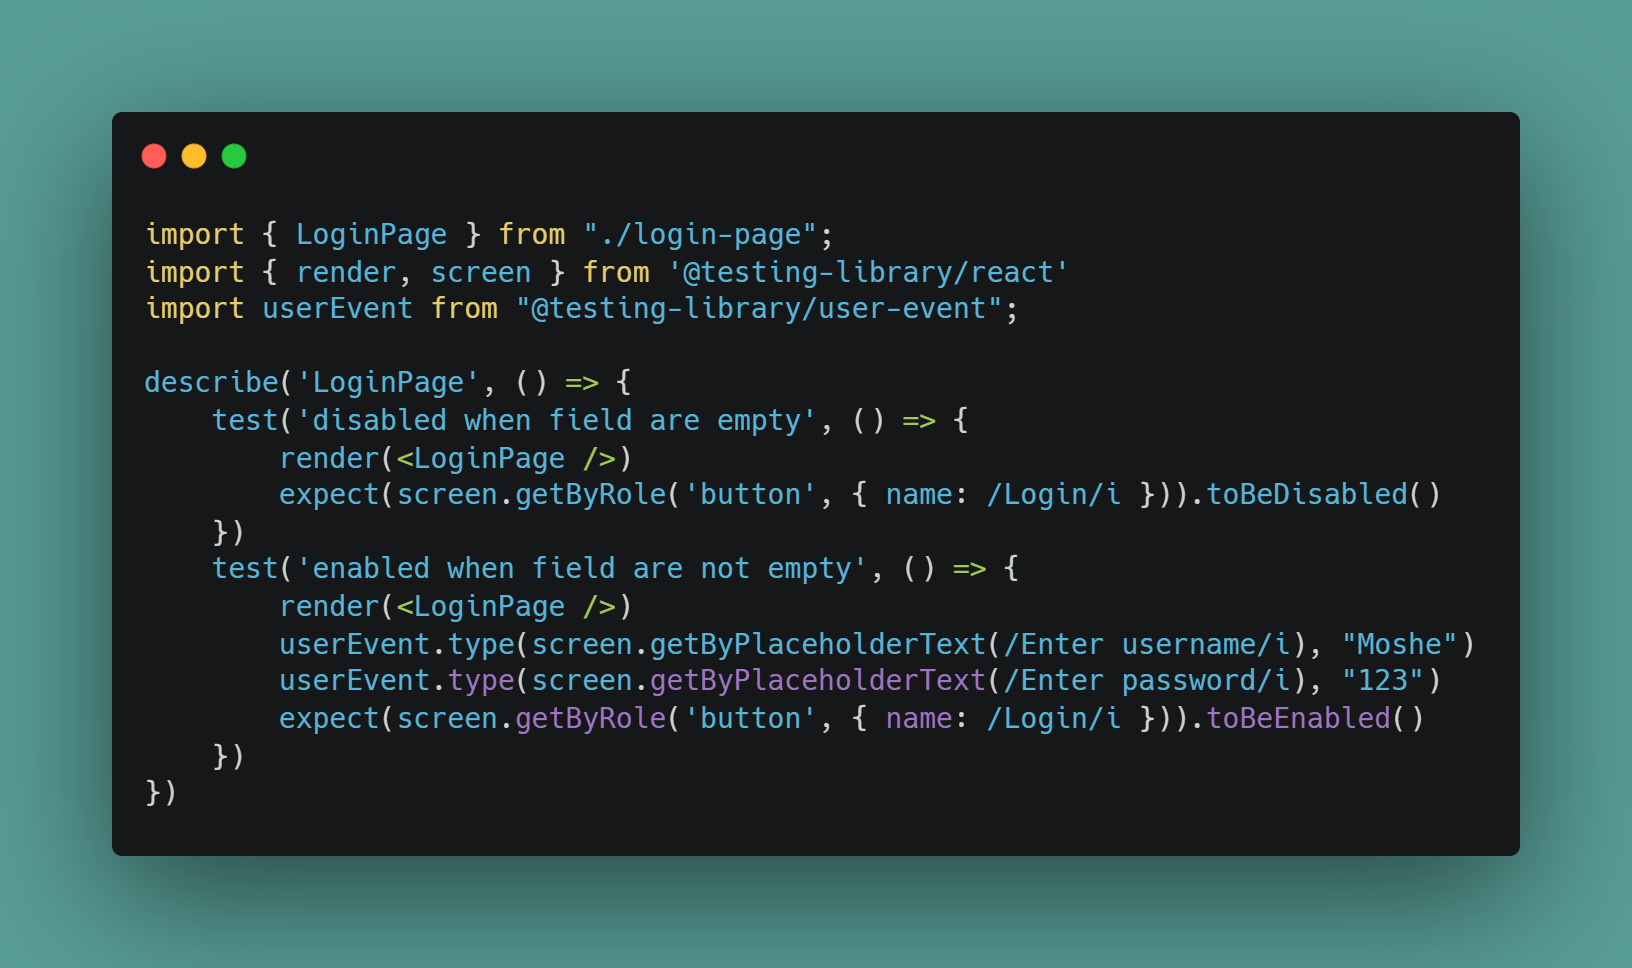 import { LoginPage } from "./login-page";
import { render, screen } from '@testing-library/react'
import userEvent from "@testing-library/user-event";

describe('LoginPage', () => {
    test('disabled when field are empty', () => {
        render(<LoginPage />)
        expect(screen.getByRole('button', { name: /Login/i })).toBeDisabled()
    })
    test('enabled when field are not empty', () => {
        render(<LoginPage />)
        userEvent.type(screen.getByPlaceholderText(/Enter username/i), "Moshe")
        userEvent.type(screen.getByPlaceholderText(/Enter password/i), "123")
        expect(screen.getByRole('button', { name: /Login/i })).toBeEnabled()
    })
})